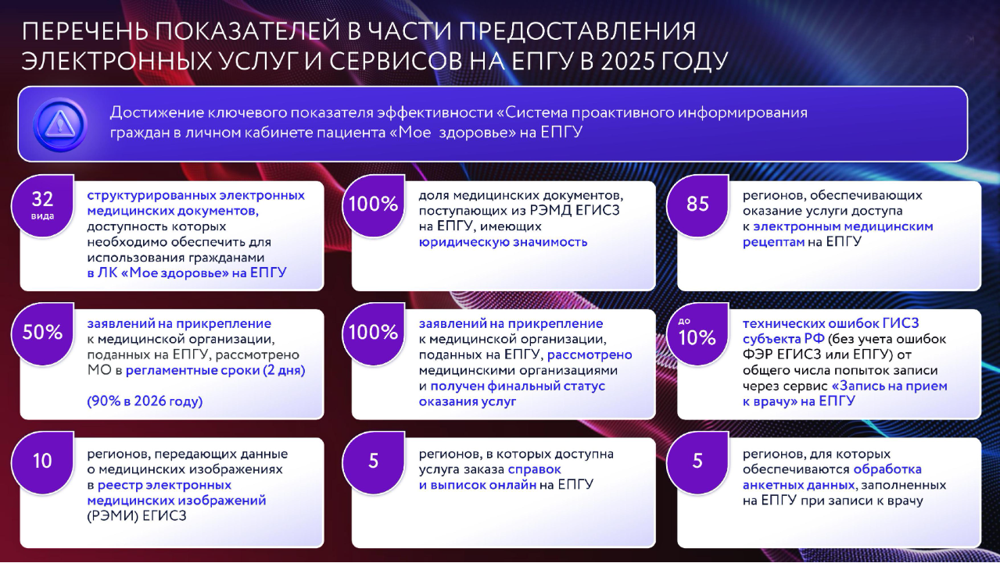 ПЕРЕЧЕНЬ ПОКАЗАТЕЛЕЙ В ЧАСТИ ПРЕДОСТАВЛЕНИЯ
ЭЛЕКТРОННЫХ УСЛУГ И СЕРВИСОВ НА ЕПГУ В 2025 ГОДУ
Достижение ключевого показателя эффективности «Система проактивного информирования
граждан в личном кабинете пациента «Мое здоровье» на ЕПГУ
32
вида
структурированных электронных
медицинских документов,
доступность которых
необходимо обеспечить для
использования гражданами
в ЛК «Мое здоровье» на ЕПГУ
100%
доля медицинских документов,
поступающих из РЭМД ЕГИСЗ
на ЕПГУ, имеющих
юридическую значимость
85
регионов, обеспечивающих
оказание услуги доступа
к электронным медицинским
рецептам на ЕПГУ
50%
заявлений на прикрепление
к медицинской организации,
поданных на ЕПГУ, рассмотрено
МО в регламентные сроки (2 дня)
(90% в 2026 году)
100%
заявлений на прикрепление
к медицинской организации,
поданных на ЕПГУ, рассмотрено
медицинскими организациями
и получен финальный статус
оказания услуг
до
10%
технических ошибок ГИСЗ
субъекта РФ (без учета ошибок
ФЭР ЕГИСЗ или ЕПГУ) от
общего числа попыток записи
через сервис «Запись на прием
к врачу» на ЕПГУ
10
регионов, передающих данные
о медицинских изображениях
в реестр электронных
медицинских изображений
(РЭМИ) ЕГИСЗ
5
регионов, в которых доступна
услуга заказа справок
и выписок онлайн на ЕПГУ
5
регионов, для которых
обеспечиваются обработка
анкетных данных, заполненных
на ЕПГУ при записи к врачу